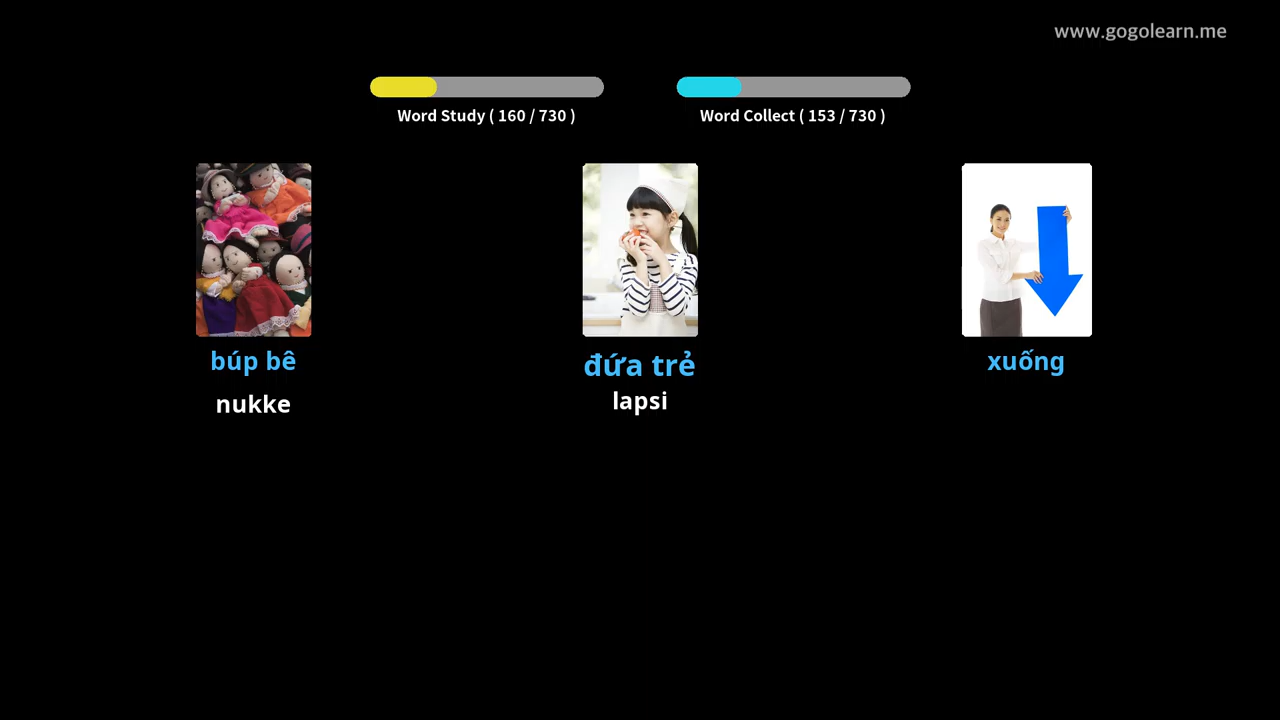 www.gogolearn.me
Word Study ( 160 / 730 )
Word Collect ( 153 / 730 )
búp bê
nukke
đứa trẻ
lapsi
xuống